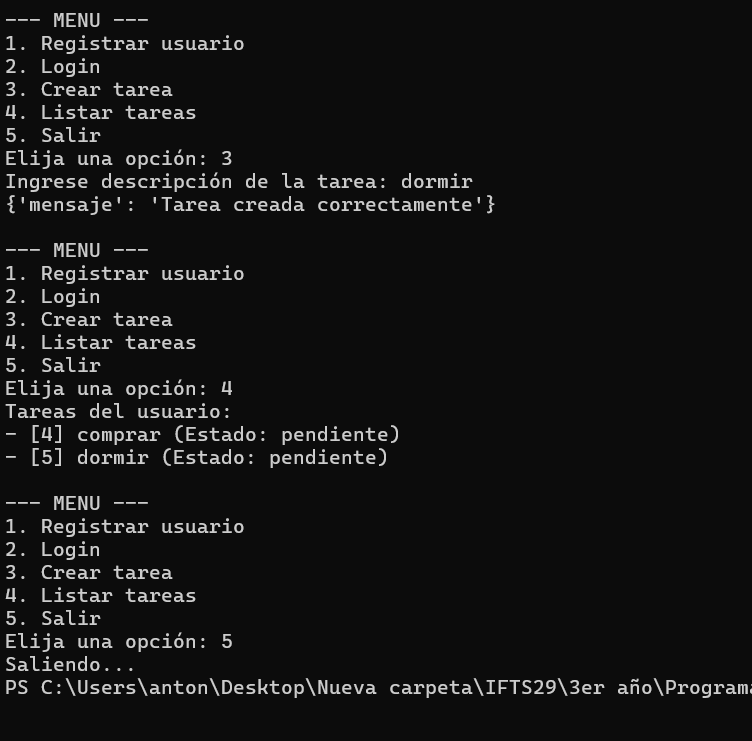 --- MENU ---
1. Registrar usuario
2. Login
3. Crear tarea
4. Listar tareas
5. Salir
Elija una opción: 3
Ingrese descripción de la tarea: dormir
{'mensaje': 'Tarea creada correctamente'}
--- MENU ---
1. Registrar usuario
2. Login
3. Crear tarea
4. Listar tareas
5. Salir
Elija una opción: 4
Tareas del usuario:
- [4] comprar (Estado: pendiente)
- [5] dormir (Estado: pendiente)
--- MENU ---
1. Registrar usuario
2. Login
3. Crear tarea
4. Listar tareas
5. Salir
Elija una opción: 5
Saliendo...
PS C:\Users\anton\Desktop\Nueva carpeta\IFTS29\3er año\Programa